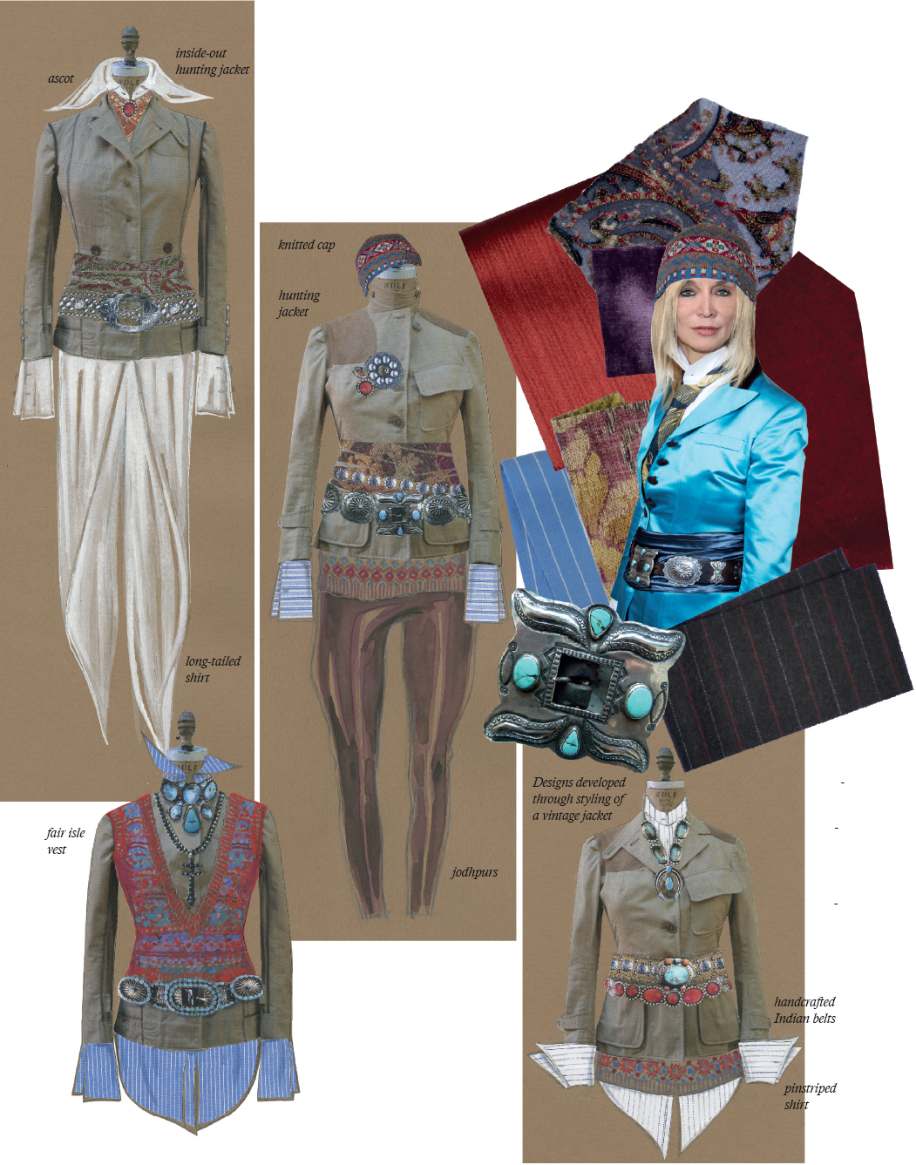 ascot
inside-out
hunting jacket
knitted cap
hunting
jacket
long-tailed
shirt
fair isle
vest
jodhpurs
Designs developed
through styling of
a vintage jacket
handcrafted
Indian belts
pinstriped
shirt